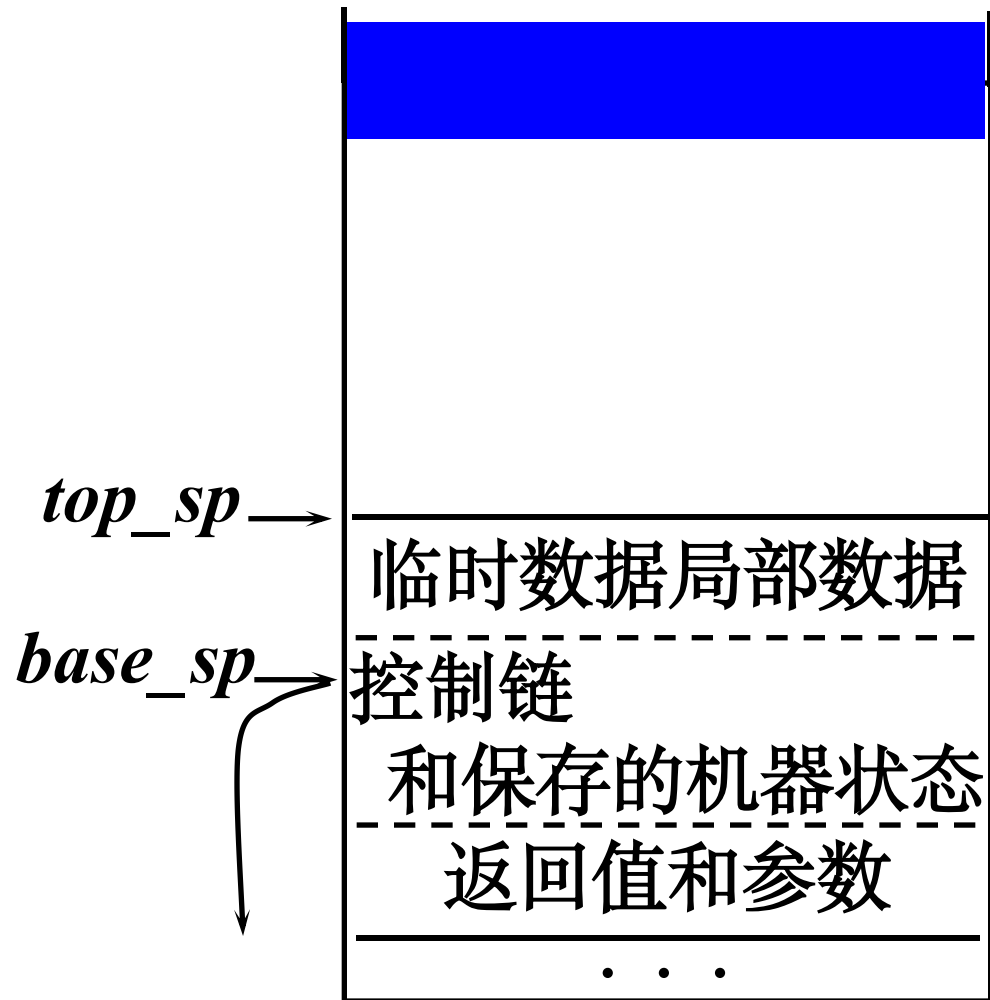 top_sp
临时数据局部数据
base_sp
控制链
和保存的机器状态
返回值和参数
. . .